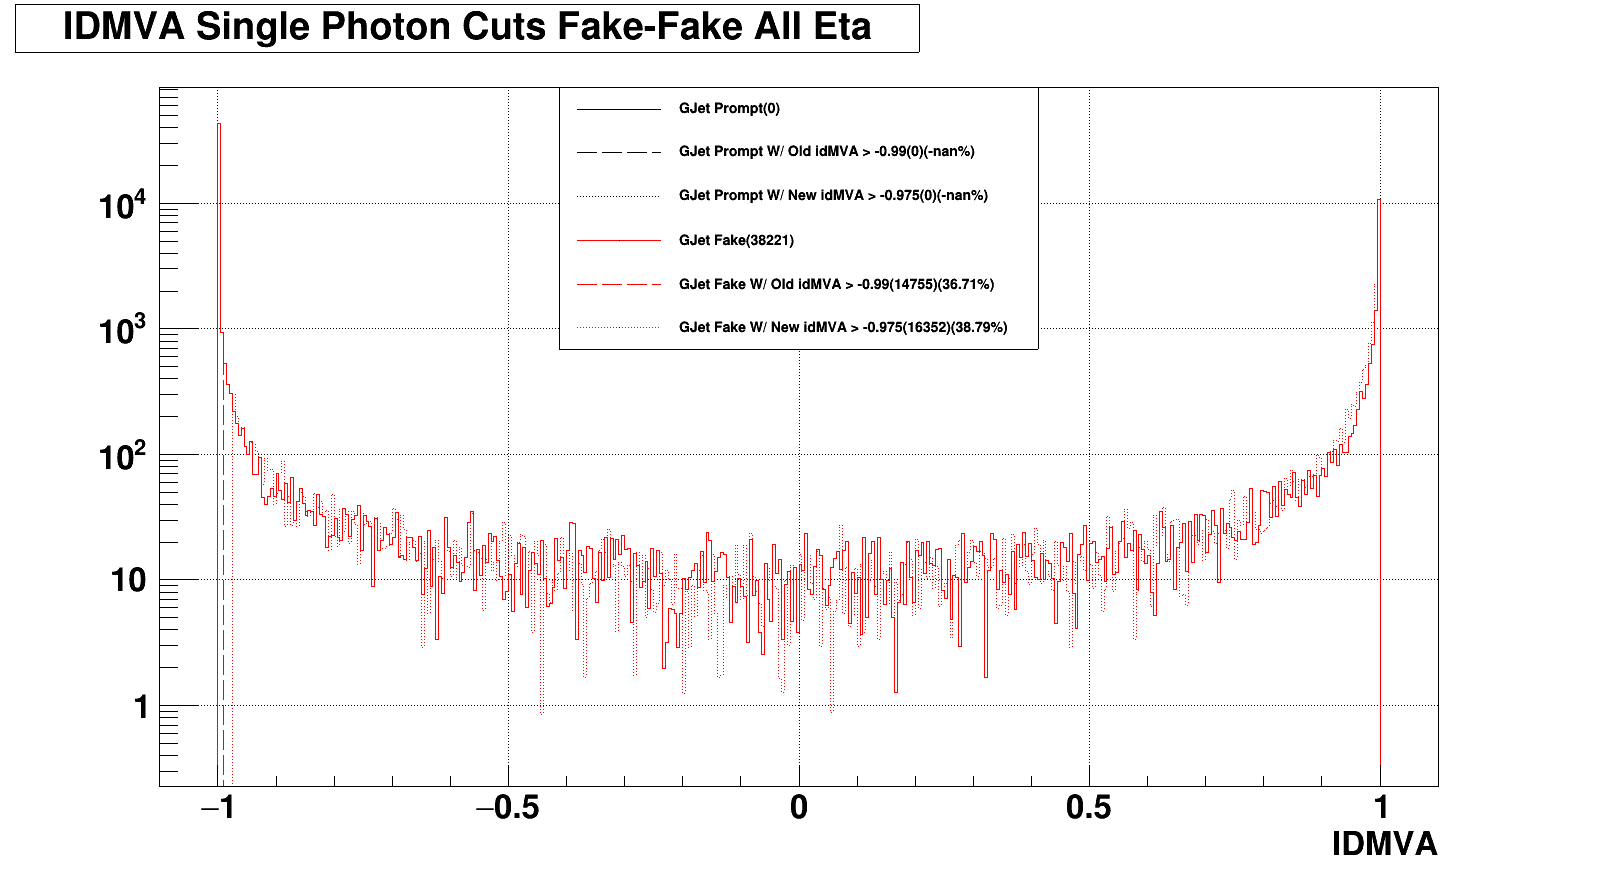 IDMVA Single Photon Cuts Fake-Fake All Eta
GJet Prompt(0)
GJet Prompt W/ Old idMVA > -0.99(0)(-nan%)
GJet Prompt W/ New idMVA > -0.975(0)(-nan%)
GJet Fake(38221)
GJet Fake W/ Old idMVA > -0.99(14755)(36.71%)
GJet Fake W/ New idMVA > -0.975(16352)(38.79%)
10⁴
10³
10²
10
1
−1 −0.5 0 0.5 1
IDMVA